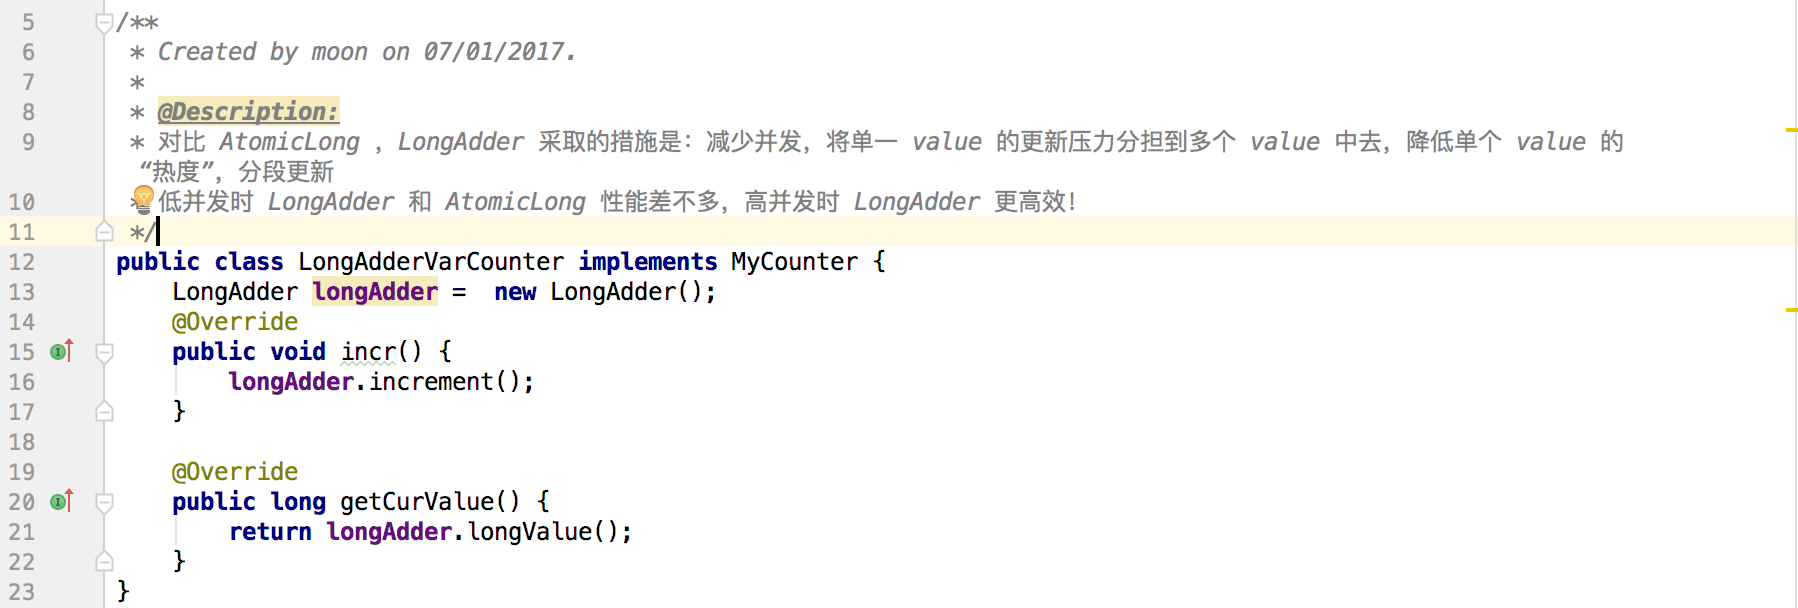 5 /**
6 * Created by moon on 07/01/2017.
7 *
8 * @Description:
9 * 对比 AtomicLong , LongAdder 采取的措施是：减少并发，将单一 value 的更新压力分担到多个 value 中去，降低单个 value 的
“热度”，分段更新
10 * 低并发时 LongAdder 和 AtomicLong 性能差不多，高并发时 LongAdder 更高效！
11 */
12 public class LongAdderVarCounter implements MyCounter {
13 LongAdder longAdder =  new LongAdder();
14 @Override
15 public void incr() {
16 longAdder.increment();
17 }
18
19 @Override
20 public long getCurValue() {
21 return longAdder.longValue();
22 }
23 }